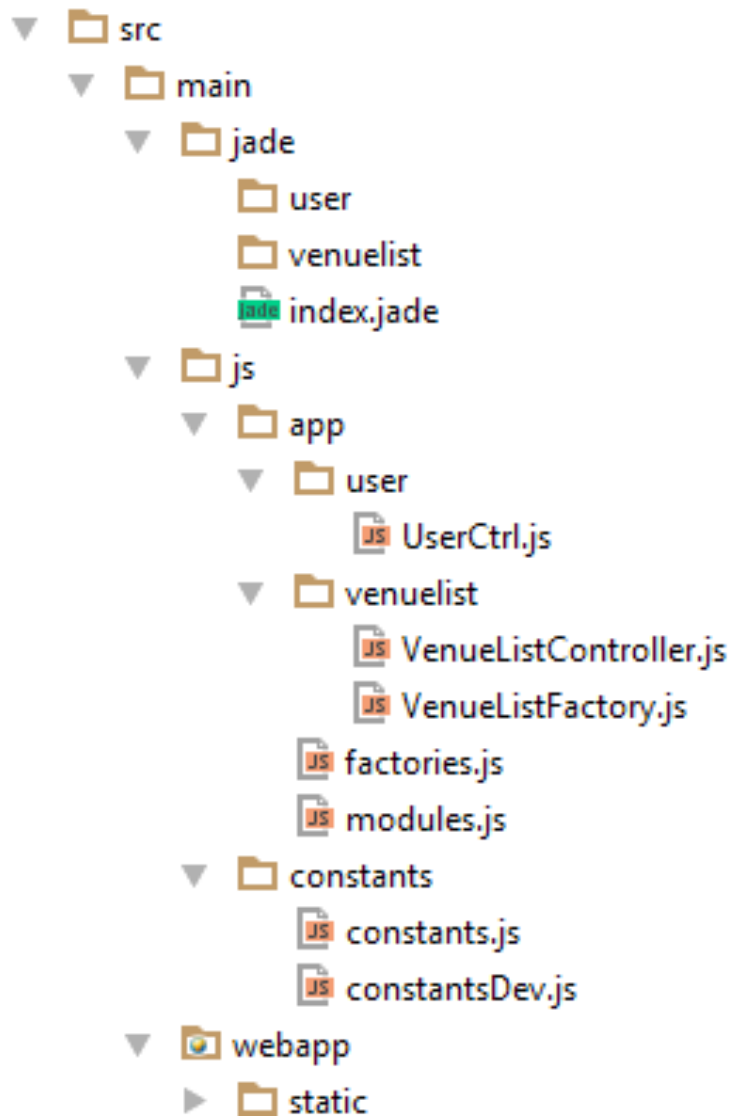 src
main
jade
user
venuelist
jade index.jade
js
app
user
JS UserCtrl.js
venuelist
JS VenueListController.js
JS VenueListFactory.js
JS factories.js
JS modules.js
constants
JS constants.js
JS constantsDev.js
webapp
static